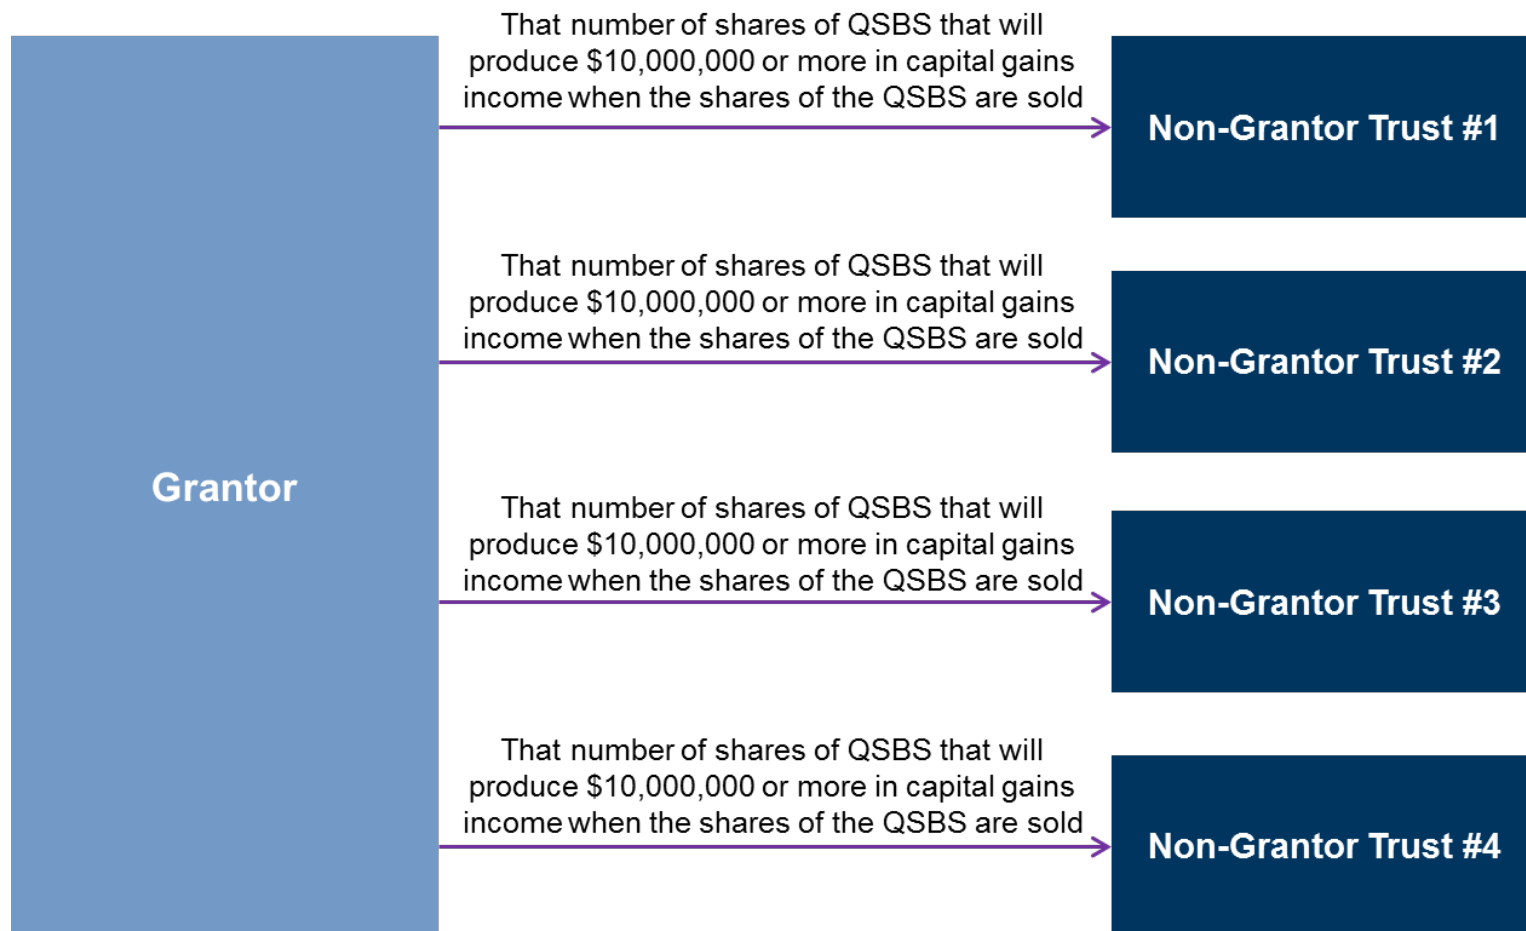 That number of shares of QSBS that will
produce $10,000,000 or more in capital gains
income when the shares of the QSBS are sold
Non-Grantor Trust #1
That number of shares of QSBS that will
produce $10,000,000 or more in capital gains
income when the shares of the QSBS are sold
Non-Grantor Trust #2
Grantor
That number of shares of QSBS that will
produce $10,000,000 or more in capital gains
income when the shares of the QSBS are sold
Non-Grantor Trust #3
That number of shares of QSBS that will
produce $10,000,000 or more in capital gains
income when the shares of the QSBS are sold
Non-Grantor Trust #4